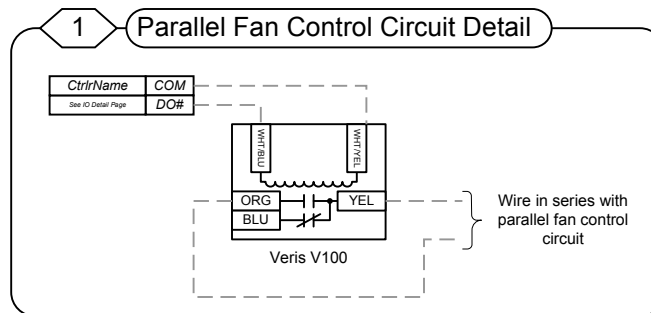 1
Parallel Fan Control Circuit Detail
CtrlrName COM
See IO Detail Page DO#
WHT/BLU
WHT/YEL
ORG
YEL
BLU
Veris V100
Wire in series with
parallel fan control
circuit